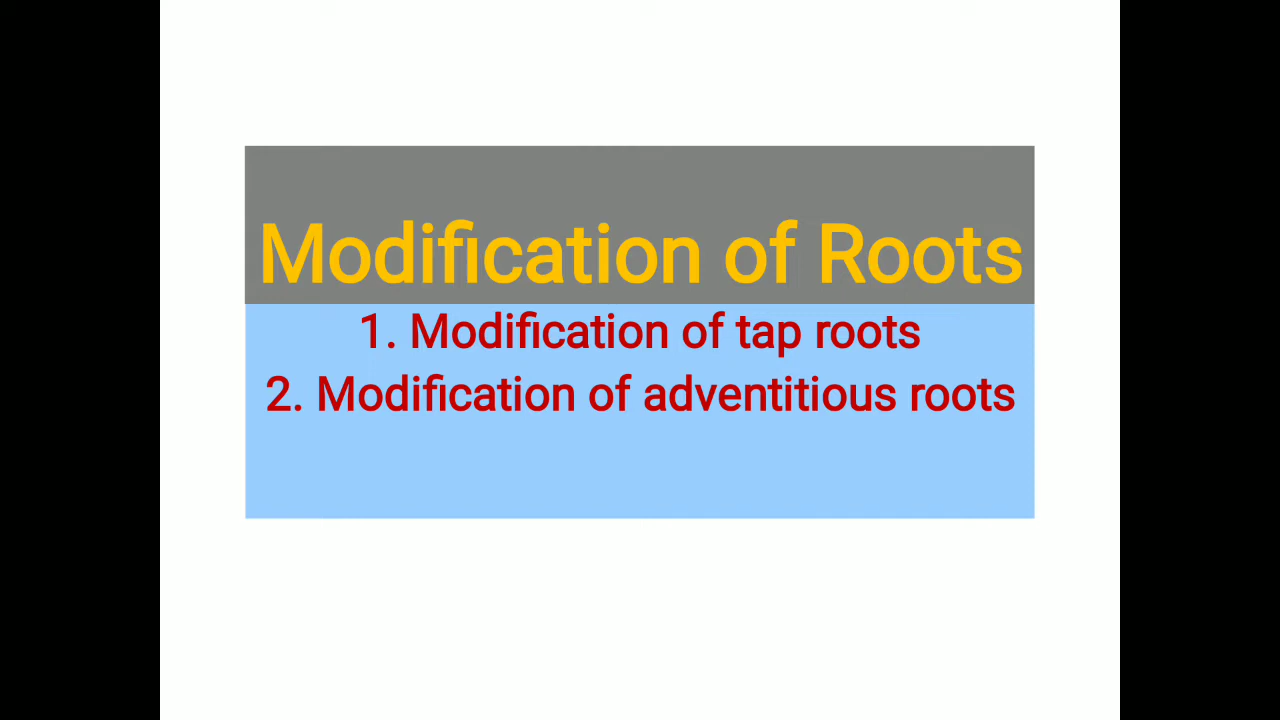 Modification of Roots
1. Modification of tap roots
2. Modification of adventitious roots